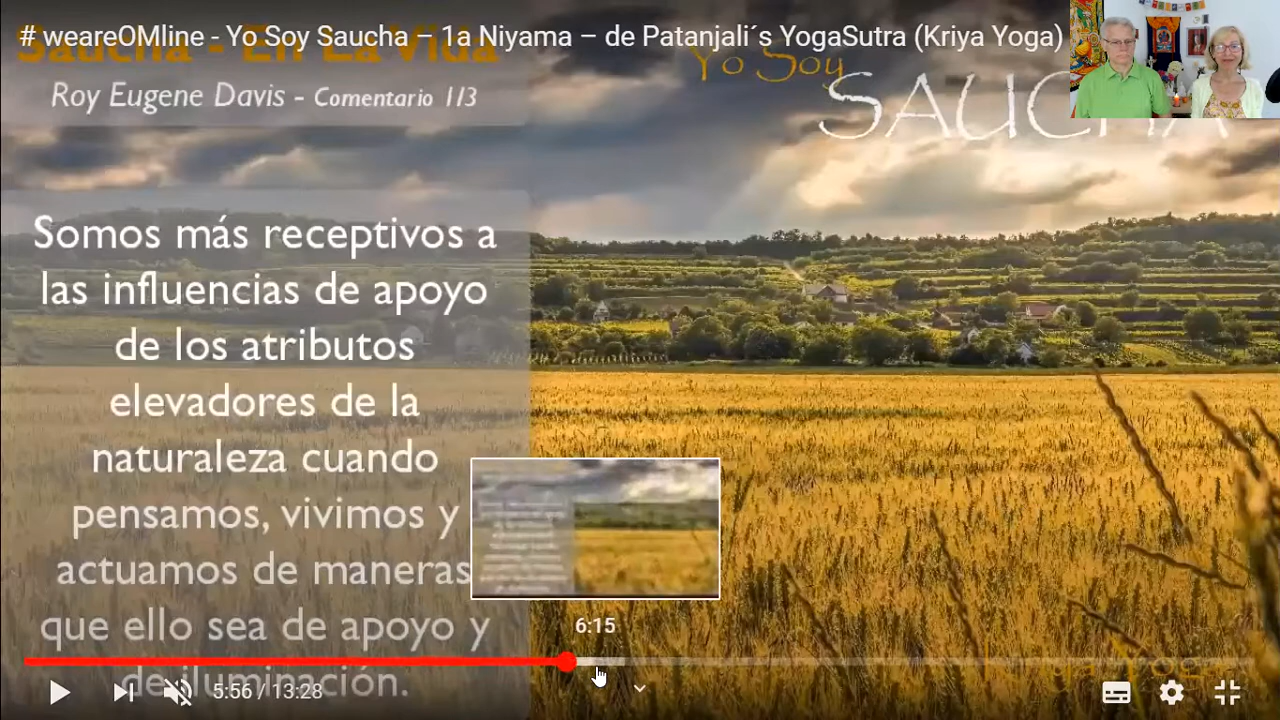 # weareOMline - Yo Soy Saucha – 1a Niyama – de Patanjali´s YogaSutra (Kriya Yoga)
Saucha - En La Vida
Yo Soy
SAUCHA
Roy Eugene Davis - Comentario 1/3
Somos más receptivos a
las influencias de apoyo
de los atributos
elevadores de la
naturaleza cuando
pensamos, vivimos y
actuamos de maneras
que ello sea de apoyo y
de iluminación.
6:15
5:56 / 13:28